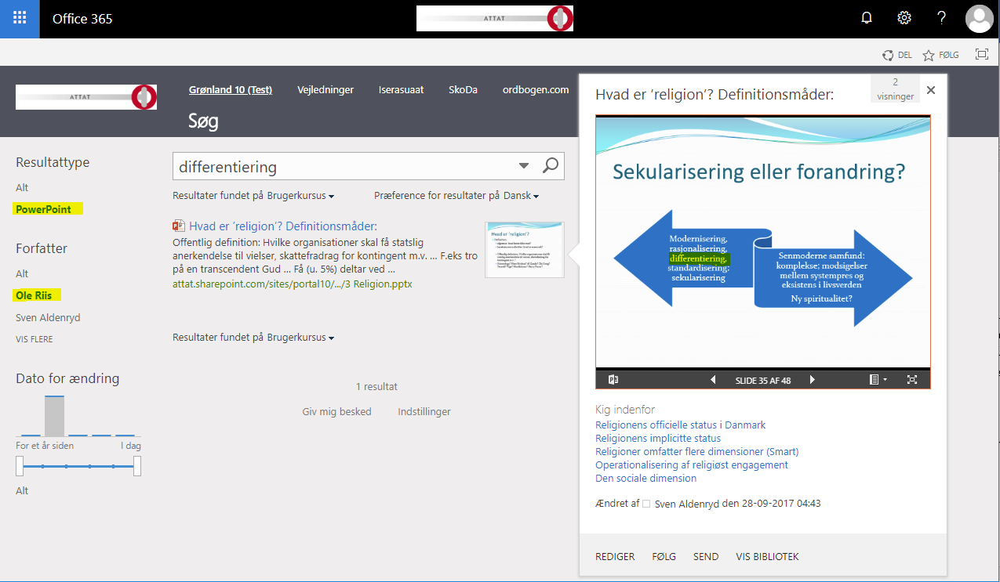 Office 365
ATTAT
?
DEL
FØLG
ATTAT
Grønland 10 (Test)
Vejledninger
Iserasuaat
SkoDa
ordbogen.com
Søg
Resultattype
Alt
PowerPoint
Forfatter
Alt
Ole Riis
Sven Aldenryd
VIS FLERE
Dato for ændring
For et år siden
I dag
Alt
differentiering
Resultater fundet på Brugerkursus
Præference for resultater på Dansk
Hvad er ‘religion’? Definitionsmåder:
Offentlig definition: Hvilke organisationer skal få statslig
anerkendelse til vielser, skattefradrag for kontingent m.v. ... F.eks tro
på en transcendent Gud ... Få (u. 5%) deltar ved ...
attat.sharepoint.com/sites/portal10/.../3 Religion.pptx
Hvad er ‘religion’?
Resultater fundet på Brugerkursus
1 resultat
Giv mig besked
Indstillinger
Hvad er ‘religion’? Definitionsmåder:
2
visninger
Sekularisering eller forandring?
Modernisering,
rasjonalisering,
differentiering,
standardisering;
sekularisering
Senmoderne samfund:
komplekse; modsigelser
mellem systempres og
eksistens i livsverden
Ny spiritualitet?
SLIDE 35 AF 48
Kig indenfor
Religionens officielle status i Danmark
Religionens implicitte status
Religioner omfatter flere dimensioner (Smart)
Operationalisering af religiøst engagement
Den sociale dimension
Ændret af Sven Aldenryd den 28-09-2017 04:43
REDIGER
FØLG
SEND
VIS BIBLIOTEK